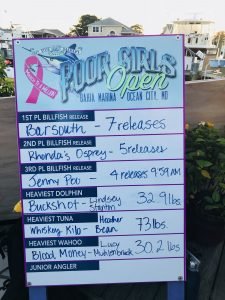 POOR GIRLS
Open
BAHIA MARINA OCEAN CITY, MD
1ST PL BILLFISH RELEASE
Barsouth - 7 releases
2ND PL BILLFISH RELEASE
Rhonda's Osprey - 5 releases
3RD PL BILLFISH RELEASE
Jenny Poo - 4 releases 9:59 AM
HEAVIEST DOLPHIN
Buckshot - Lindsay Stanton 32.9 lbs.
HEAVIEST TUNA
Whiskey Kilo - Heather Bean 73 lbs.
HEAVIEST WAHOO
Blood Money - Lucy Muhlenbrock 30.2 lbs.
JUNIOR ANGLER